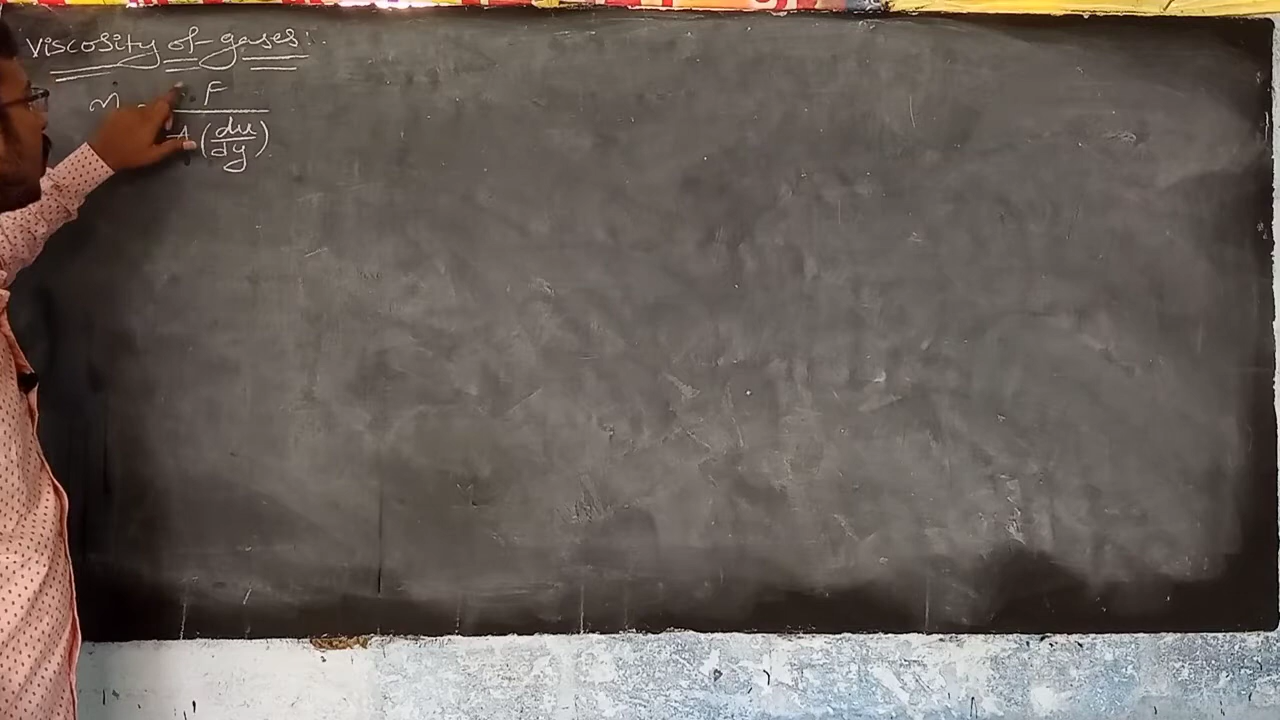 Viscosity of gases:
η = F / A (du/dy)